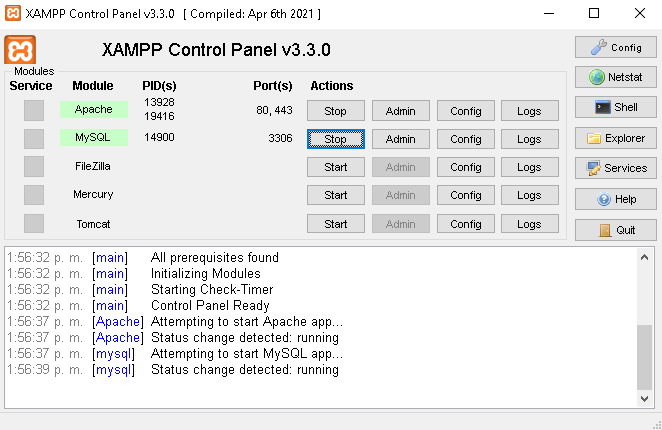 XAMPP Control Panel v3.3.0 [ Compiled: Apr 6th 2021 ]
XAMPP Control Panel v3.3.0
Config
Modules
Service Module PID(s) Port(s) Actions
Netstat
Apache 13928 19416 80, 443 Stop Admin Config Logs
Shell
MySQL 14900 3306 Stop Admin Config Logs
Explorer
FileZilla Start Admin Config Logs
Services
Mercury Start Admin Config Logs
Help
Tomcat Start Admin Config Logs
Quit
1:56:32 p. m. [main] All prerequisites found
1:56:32 p. m. [main] Initializing Modules
1:56:32 p. m. [main] Starting Check-Timer
1:56:32 p. m. [main] Control Panel Ready
1:56:37 p. m. [Apache] Attempting to start Apache app...
1:56:37 p. m. [Apache] Status change detected: running
1:56:37 p. m. [mysql] Attempting to start MySQL app...
1:56:39 p. m. [mysql] Status change detected: running